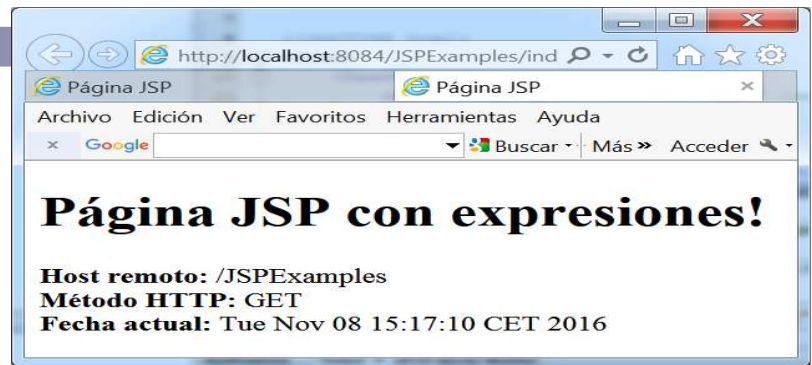 http://localhost:8084/JSPExamples/ind
Página JSP
Página JSP
Archivo Edición Ver Favoritos Herramientas Ayuda
Google Buscar Más Acceder
Página JSP con expresiones!
Host remoto: /JSPExamples
Método HTTP: GET
Fecha actual: Tue Nov 08 15:17:10 CET 2016